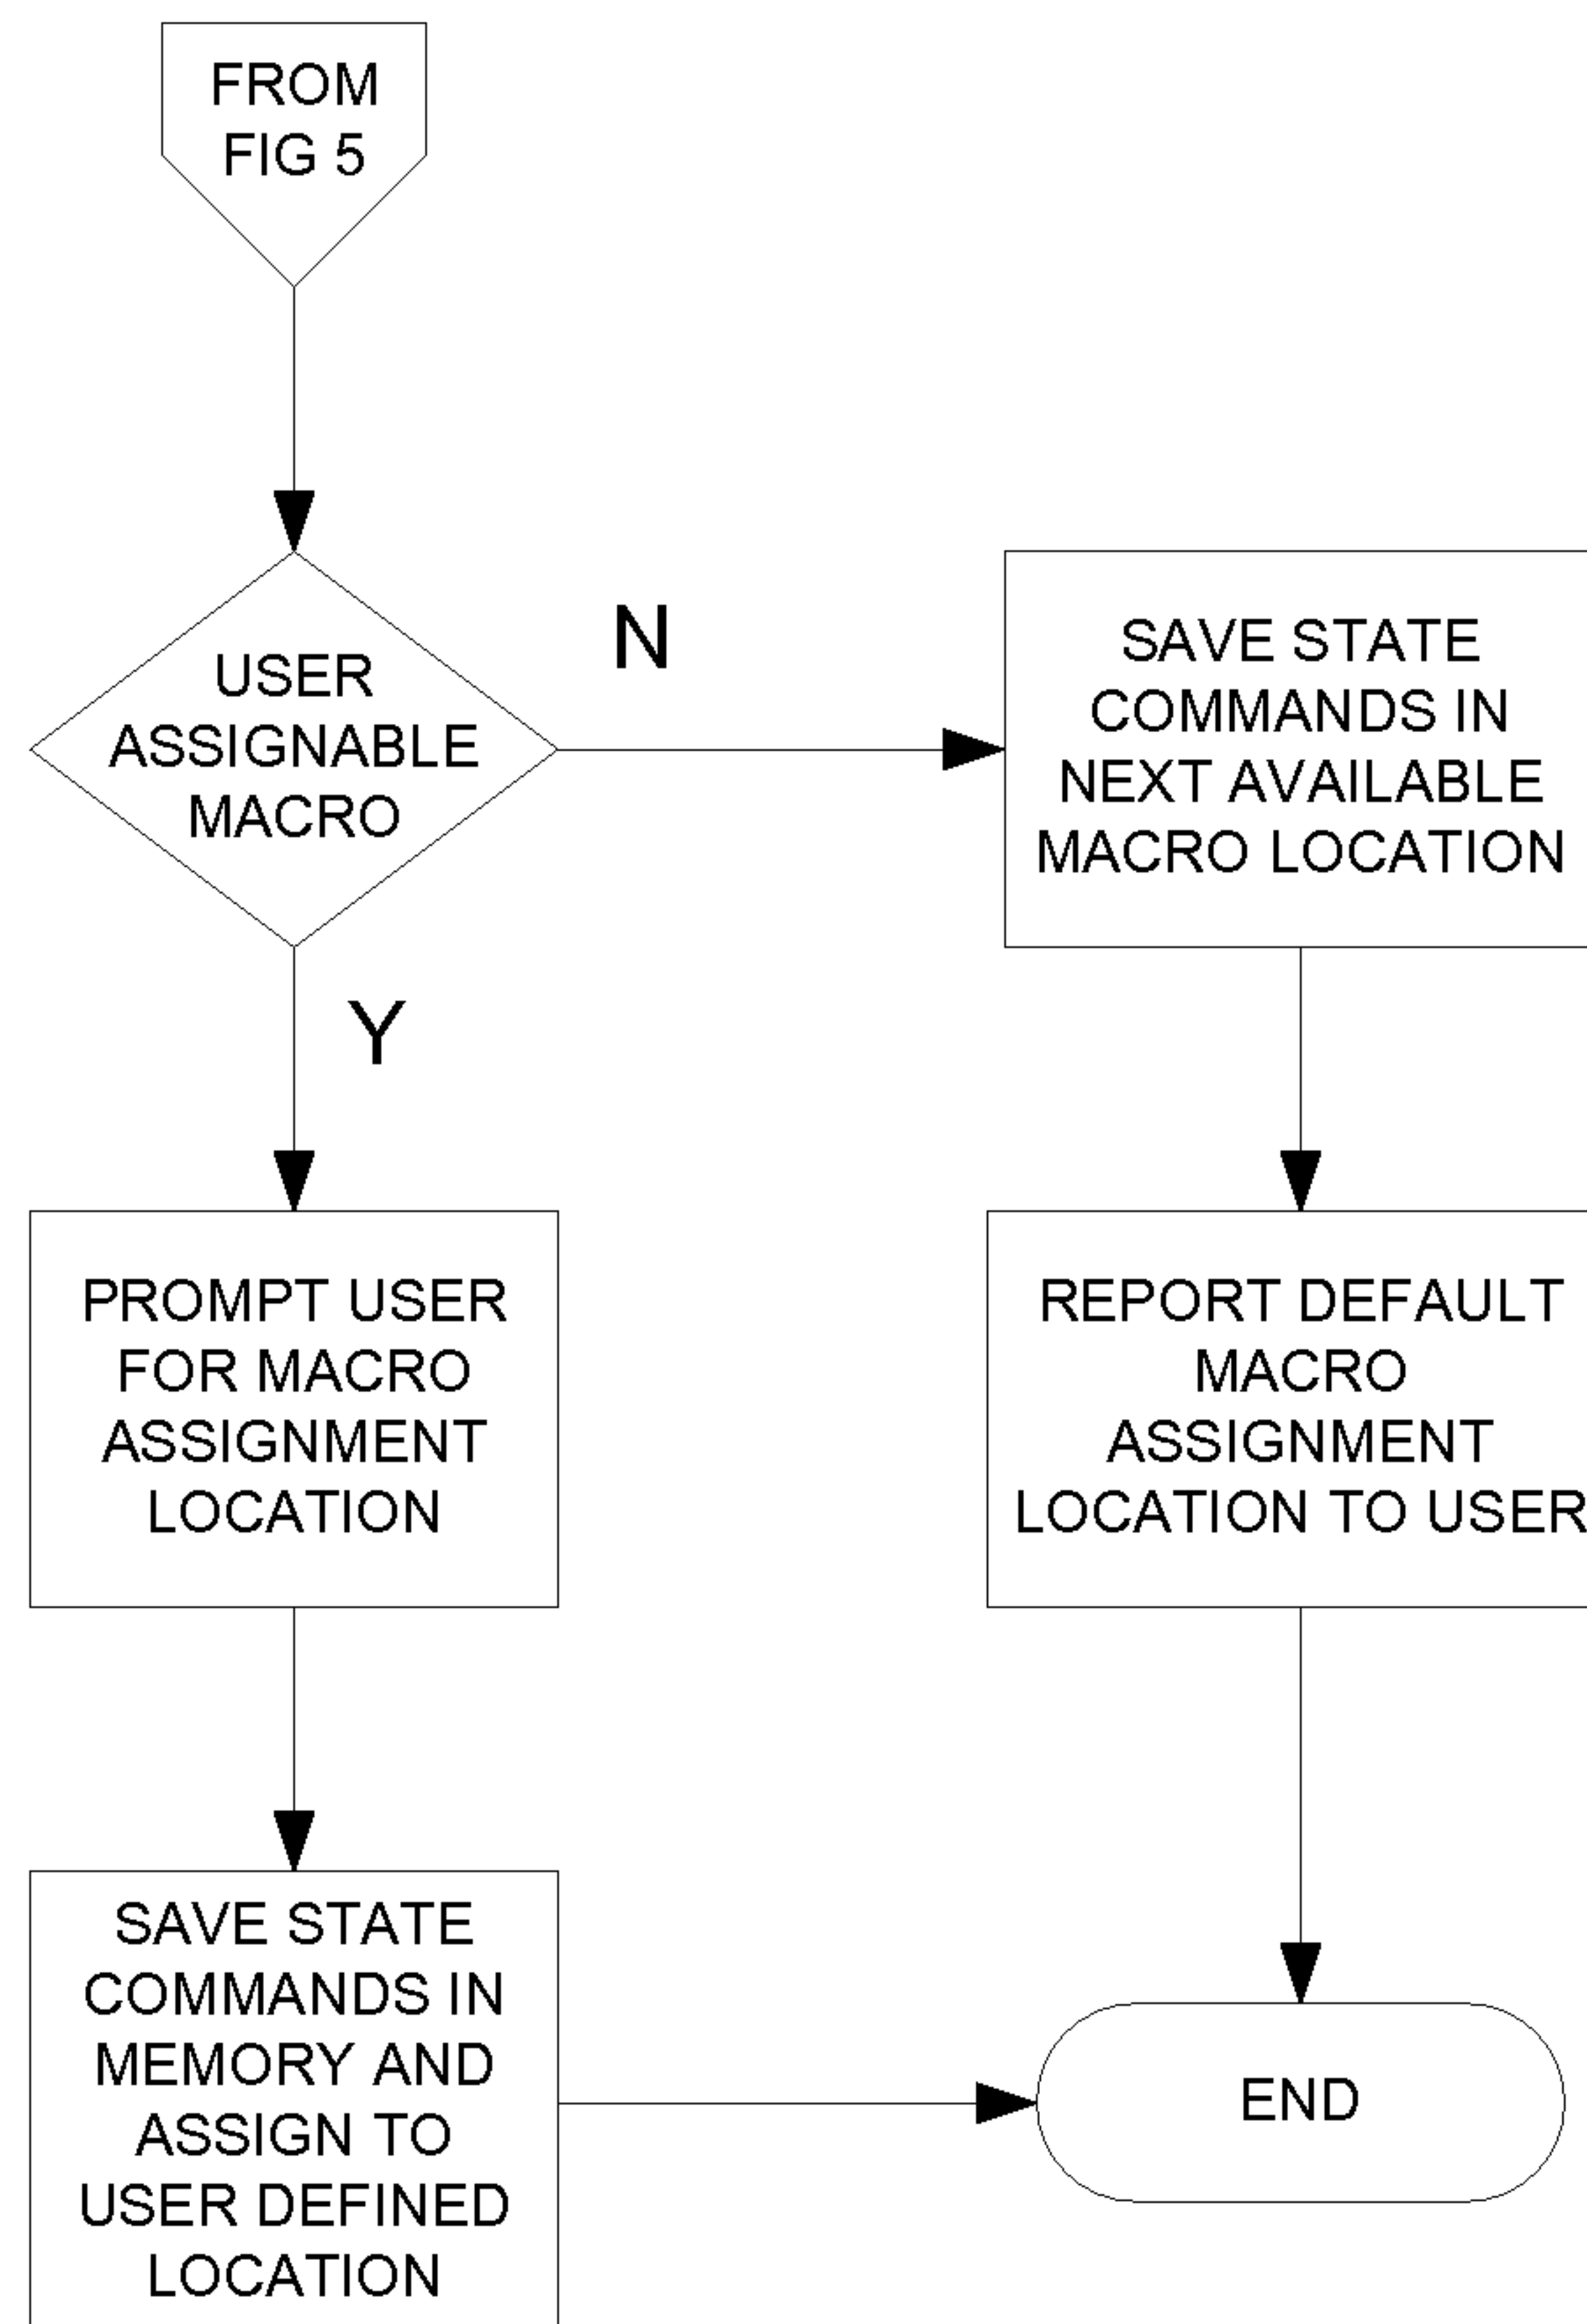 FROM
FIG 5
USER
ASSIGNABLE
MACRO
N
SAVE STATE
COMMANDS IN
NEXT AVAILABLE
MACRO LOCATION
Y
PROMPT USER
FOR MACRO
ASSIGNMENT
LOCATION
REPORT DEFAULT
MACRO
ASSIGNMENT
LOCATION TO USER
SAVE STATE
COMMANDS IN
MEMORY AND
ASSIGN TO
USER DEFINED
LOCATION
END